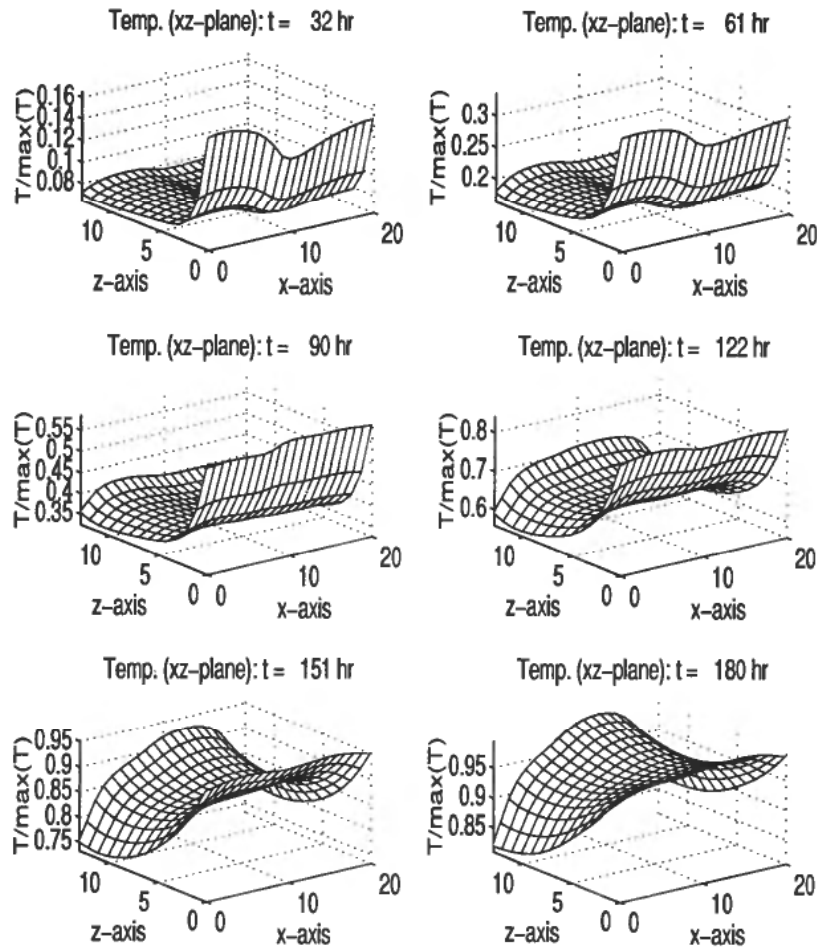 Temp. (xz-plane): t = 32 hr
T/max(T)
0.16
0.14
0.12
0.1
0.08
10
5
0
z-axis
0
10
20
x-axis
Temp. (xz-plane): t = 61 hr
T/max(T)
0.3
0.25
0.2
10
5
0
z-axis
0
10
20
x-axis
Temp. (xz-plane): t = 90 hr
T/max(T)
0.55
0.5
0.45
0.4
0.35
10
5
0
z-axis
0
10
20
x-axis
Temp. (xz-plane): t = 122 hr
T/max(T)
0.8
0.7
0.6
10
5
0
z-axis
0
10
20
x-axis
Temp. (xz-plane): t = 151 hr
T/max(T)
0.95
0.9
0.85
0.8
0.75
10
5
0
z-axis
0
10
20
x-axis
Temp. (xz-plane): t = 180 hr
T/max(T)
0.95
0.9
0.85
10
5
0
z-axis
0
10
20
x-axis